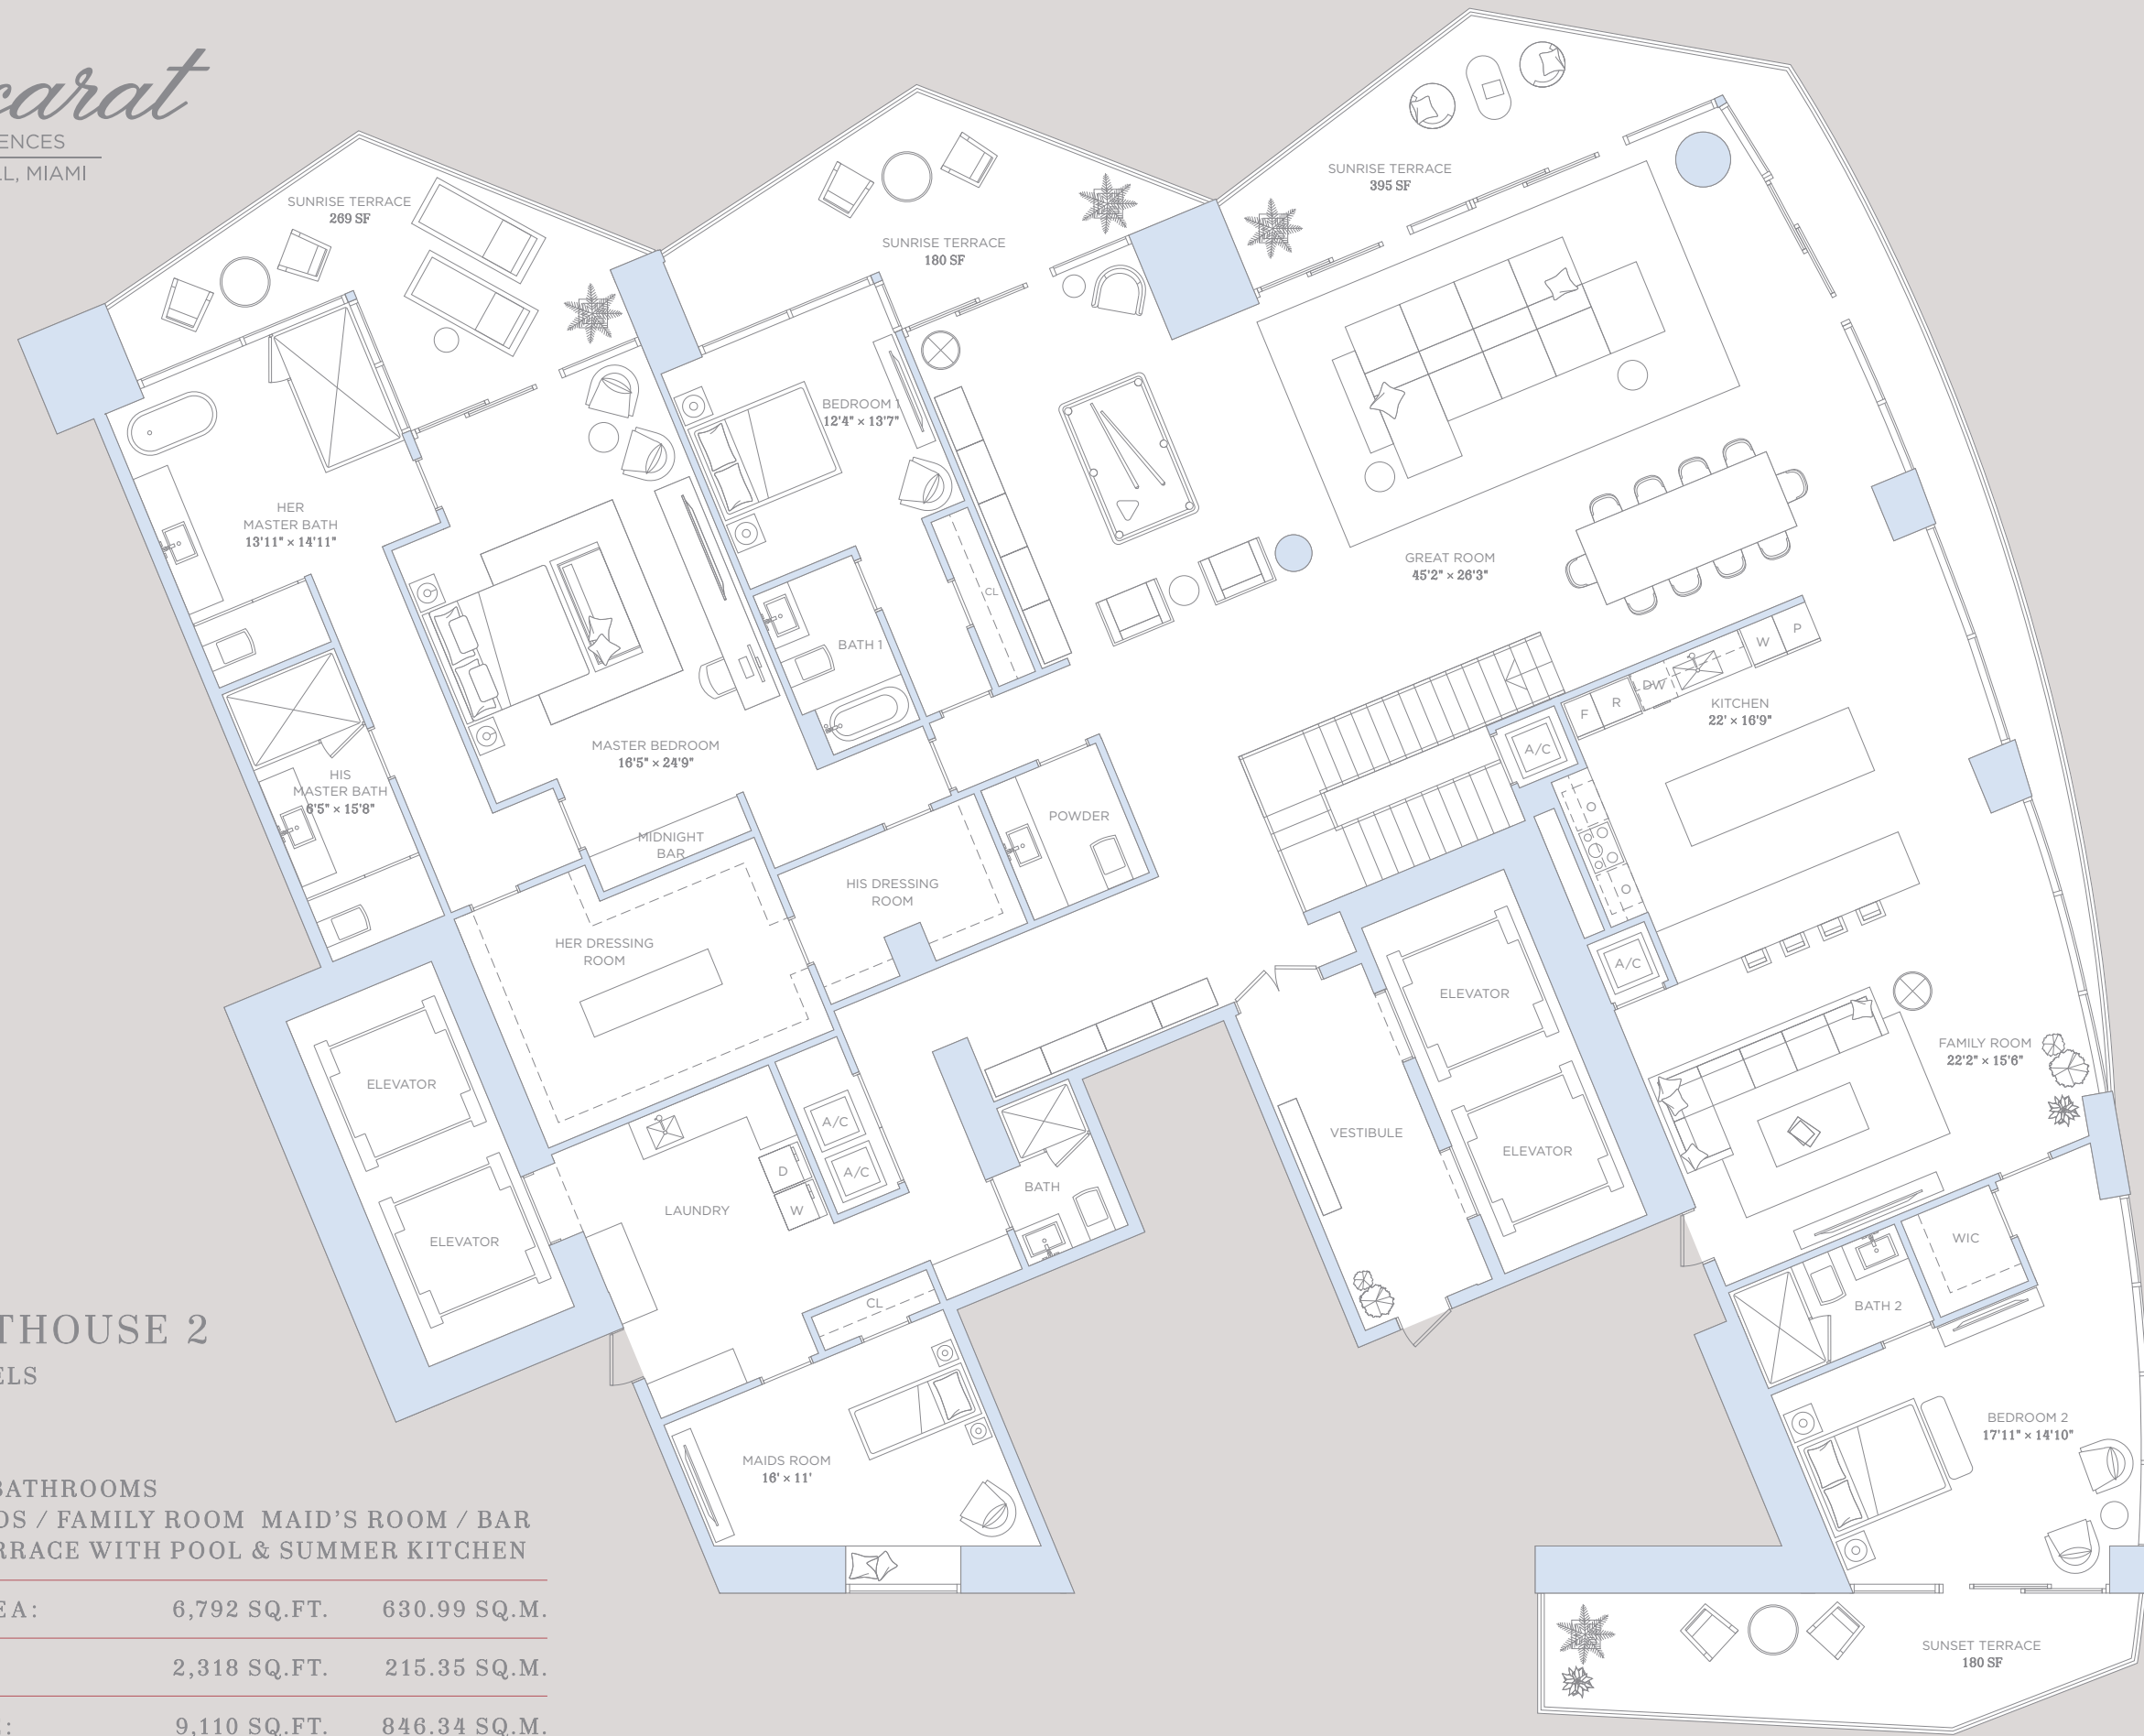 carat
ENCES
LL, MIAMI
SUNRISE TERRACE
269 SF
SUNRISE TERRACE
180 SF
SUNRISE TERRACE
395 SF
BEDROOM 1
12'4" × 13'7"
HER
MASTER BATH
13'11" × 14'11"
GREAT ROOM
45'2" × 26'3"
CL
BATH 1
W
P
DW
R
F
KITCHEN
22' × 16'9"
A/C
MASTER BEDROOM
16'5" × 24'9"
HIS
MASTER BATH
6'5" × 15'8"
MIDNIGHT
BAR
POWDER
HIS DRESSING
ROOM
HER DRESSING
ROOM
A/C
ELEVATOR
FAMILY ROOM
22'2" × 15'6"
ELEVATOR
A/C
A/C
VESTIBULE
ELEVATOR
D
W
LAUNDRY
BATH
ELEVATOR
WIC
CL
BATH 2
THOUSE 2
ELS
BEDROOM 2
17'11" × 14'10"
MAIDS ROOM
16' × 11'
BATHROOMS
DS / FAMILY ROOM MAID'S ROOM / BAR
RRACE WITH POOL & SUMMER KITCHEN
EA: 6,792 SQ.FT. 630.99 SQ.M.
2,318 SQ.FT. 215.35 SQ.M.
: 9,110 SQ.FT. 846.34 SQ.M.
SUNSET TERRACE
180 SF